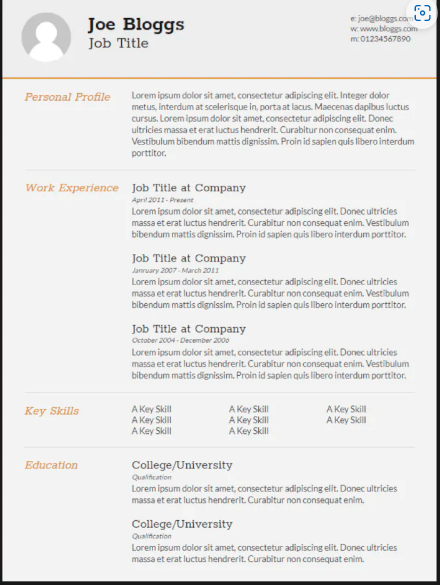 Joe Bloggs
Job Title
e: joe@bloggs.com
w: www.bloggs.com
m: 01234567890
Personal Profile
Lorem ipsum dolor sit amet, consectetur adipiscing elit. Integer dolor
metus, interdum at scelerisque in, porta at lacus. Maecenas dapibus luctus
cursus. Lorem ipsum dolor sit amet, consectetur adipiscing elit. Donec
ultricies massa et erat luctus hendrerit. Curabitur non consequat enim.
Vestibulum bibendum mattis dignissim. Proin id sapien quis libero interdum
porttitor.
Work Experience
Job Title at Company
April 2011 - Present
Lorem ipsum dolor sit amet, consectetur adipiscing elit. Donec ultricies
massa et erat luctus hendrerit. Curabitur non consequat enim. Vestibulum
bibendum mattis dignissim. Proin id sapien quis libero interdum porttitor.
Job Title at Company
Janruary 2007 - March 2011
Lorem ipsum dolor sit amet, consectetur adipiscing elit. Donec ultricies
massa et erat luctus hendrerit. Curabitur non consequat enim. Vestibulum
bibendum mattis dignissim. Proin id sapien quis libero interdum porttitor.
Job Title at Company
October 2004 - December 2006
Lorem ipsum dolor sit amet, consectetur adipiscing elit. Donec ultricies
massa et erat luctus hendrerit. Curabitur non consequat enim. Vestibulum
bibendum mattis dignissim. Proin id sapien quis libero interdum porttitor.
Key Skills
A Key Skill A Key Skill A Key Skill
A Key Skill A Key Skill A Key Skill
A Key Skill A Key Skill
Education
College/University
Qualification
Lorem ipsum dolor sit amet, consectetur adipiscing elit. Donec ultricies
massa et erat luctus hendrerit. Curabitur non consequat enim.
College/University
Qualification
Lorem ipsum dolor sit amet, consectetur adipiscing elit. Donec ultricies
massa et erat luctus hendrerit. Curabitur non consequat enim.